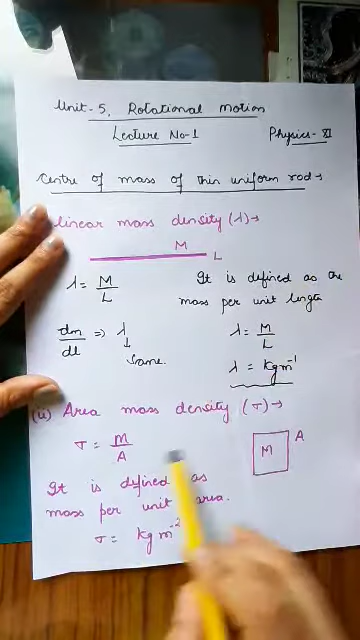 Unit-5, Rotational motion
Lecture No-1 Physics-XI
Centre of mass of thin uniform rod→
linear mass density (λ)→
M
L
λ = M/L
It is defined as the mass per unit length
dm/dl => λ
↓
Same.
λ = M/L
λ = kgm⁻¹
(ii) Area mass density (σ)→
σ = M/A
M A
It is defined as
mass per unit area.
σ = kg m⁻²